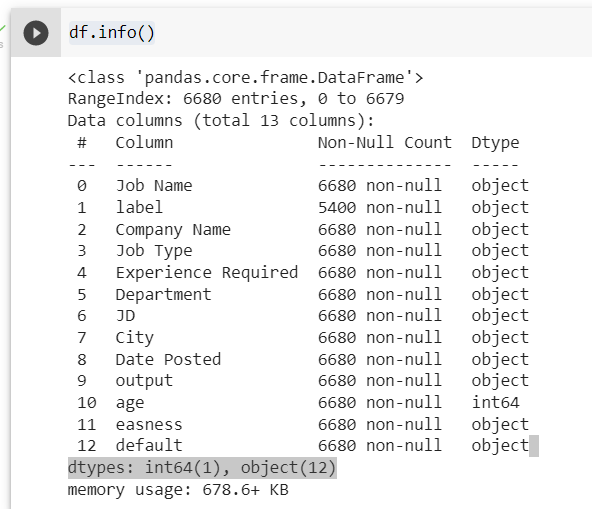 df.info()
<class 'pandas.core.frame.DataFrame'>
RangeIndex: 6680 entries, 0 to 6679
Data columns (total 13 columns):
 #   Column               Non-Null Count  Dtype
---  ------               --------------  -----
 0   Job Name             6680 non-null   object
 1   label                5400 non-null   object
 2   Company Name         6680 non-null   object
 3   Job Type             6680 non-null   object
 4   Experience Required  6680 non-null   object
 5   Department           6680 non-null   object
 6   JD                   6680 non-null   object
 7   City                 6680 non-null   object
 8   Date Posted          6680 non-null   object
 9   output               6680 non-null   object
 10  age                  6680 non-null   int64
 11  easness              6680 non-null   object
 12  default              6680 non-null   object
dtypes: int64(1), object(12)
memory usage: 678.6+ KB